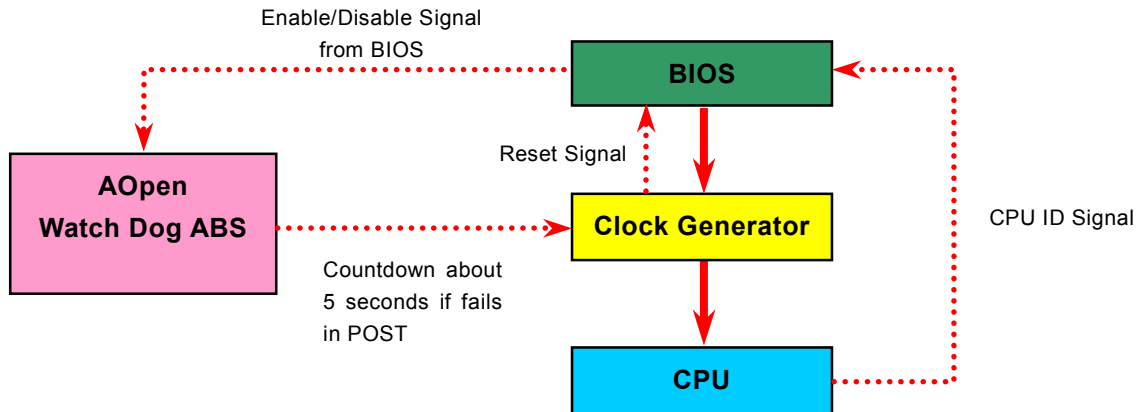 Enable/Disable Signal
from BIOS
BIOS
Reset Signal
AOpen
Watch Dog ABS
Clock Generator
CPU ID Signal
Countdown about
5 seconds if fails
in POST
CPU